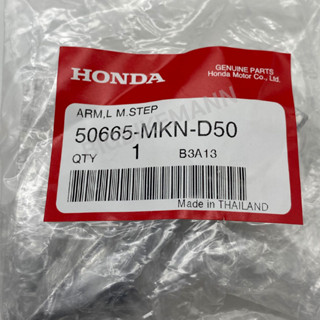 HONDA
GENUINE PARTS
Honda Motor Co., Ltd.
ARM,L M.STEP
50665-MKN-D50
QTY 1 B3A13
Made in THAILAND